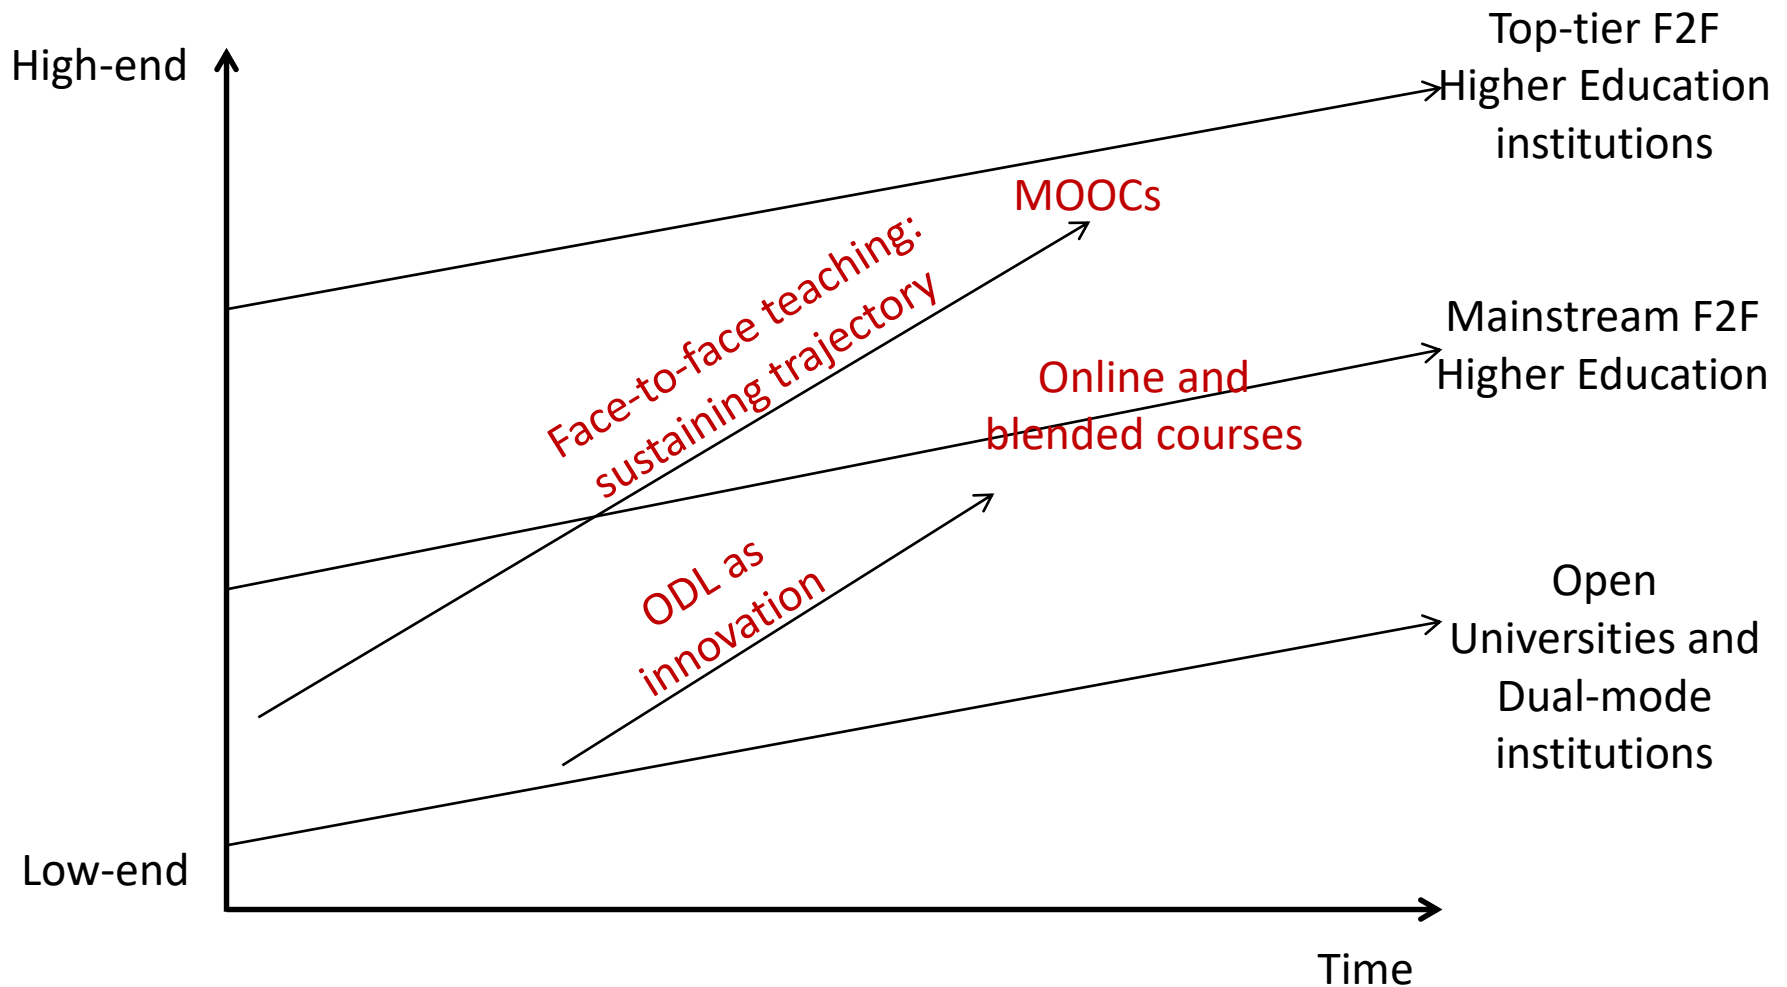 High-end
Top-tier F2F
Higher Education
institutions
MOOCs
Face-to-face teaching:
sustaining trajectory
Mainstream F2F
Higher Education
Online and
blended courses
ODL as
innovation
Open
Universities and
Dual-mode
institutions
Low-end
Time